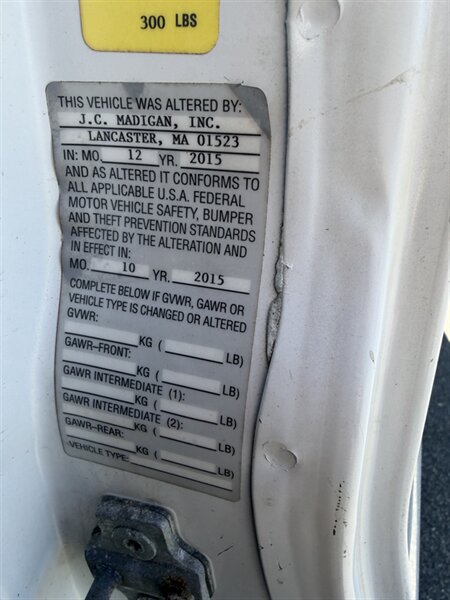 300 LBS
THIS VEHICLE WAS ALTERED BY:
J.C. MADIGAN, INC.
LANCASTER, MA 01523
IN: MO. 12 YR. 2015
AND AS ALTERED IT CONFORMS TO
ALL APPLICABLE U.S.A. FEDERAL
MOTOR VEHICLE SAFETY, BUMPER
AND THEFT PREVENTION STANDARDS
AFFECTED BY THE ALTERATION AND
IN EFFECT IN:
MO. 10 YR. 2015
COMPLETE BELOW IF GVWR, GAWR OR
VEHICLE TYPE IS CHANGED OR ALTERED
GVWR:
KG ( LB)
GAWR–FRONT:
KG ( LB)
GAWR INTERMEDIATE (1):
KG ( LB)
GAWR INTERMEDIATE (2):
KG ( LB)
GAWR–REAR:
KG ( LB)
VEHICLE TYPE: